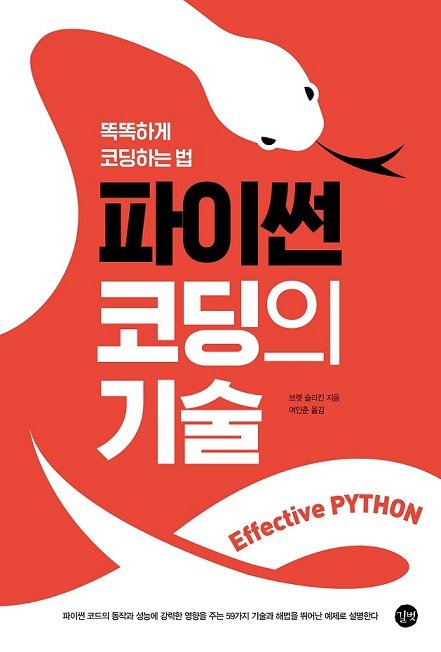 똑똑하게
코딩하는 법
파이썬
코딩의
기술
브렛 슬라킨 지음
여인춘 옮김
Effective PYTHON
파이썬 코드의 동작과 성능에 강력한 영향을 주는 59가지 기술과 해법을 뛰어난 예제로 설명한다
길벗